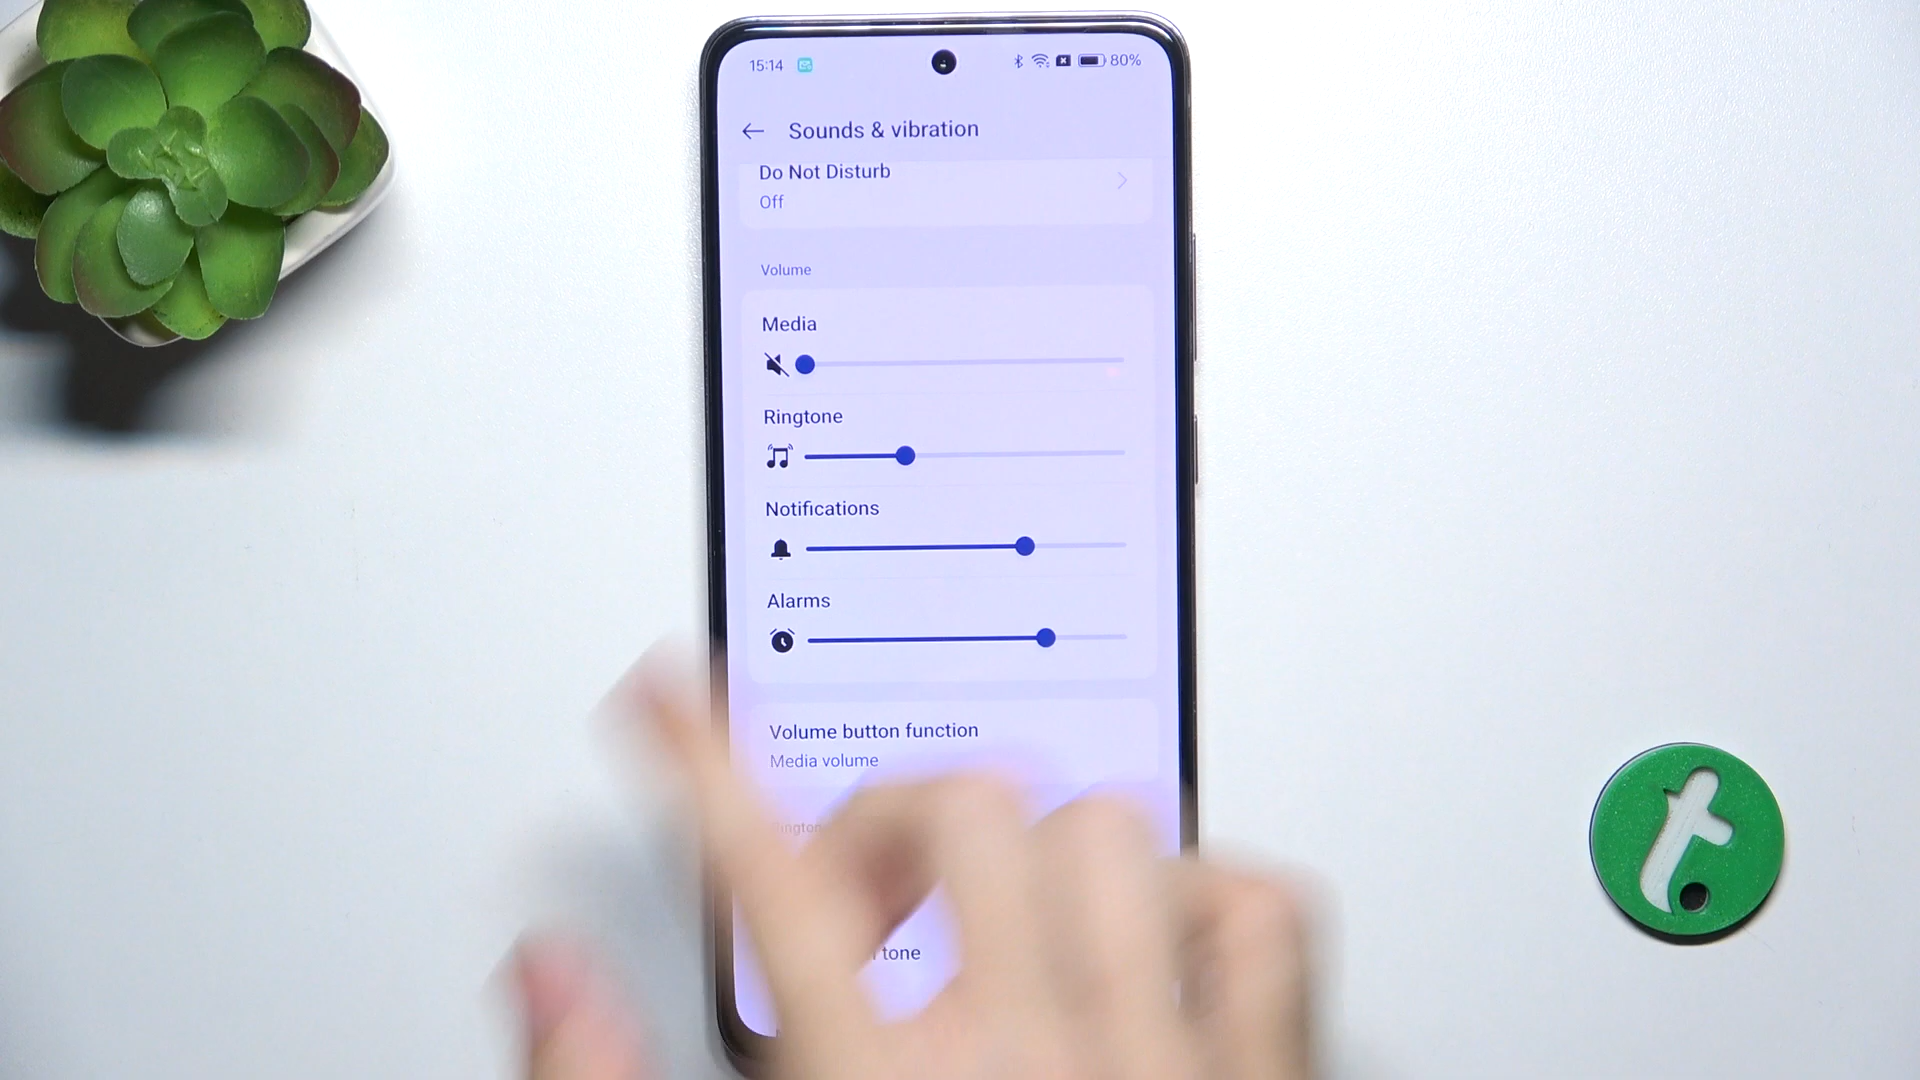 15:14
80%
Sounds & vibration
Do Not Disturb
Off
Volume
Media
Ringtone
Notifications
Alarms
Volume button function
Media volume
tone
t